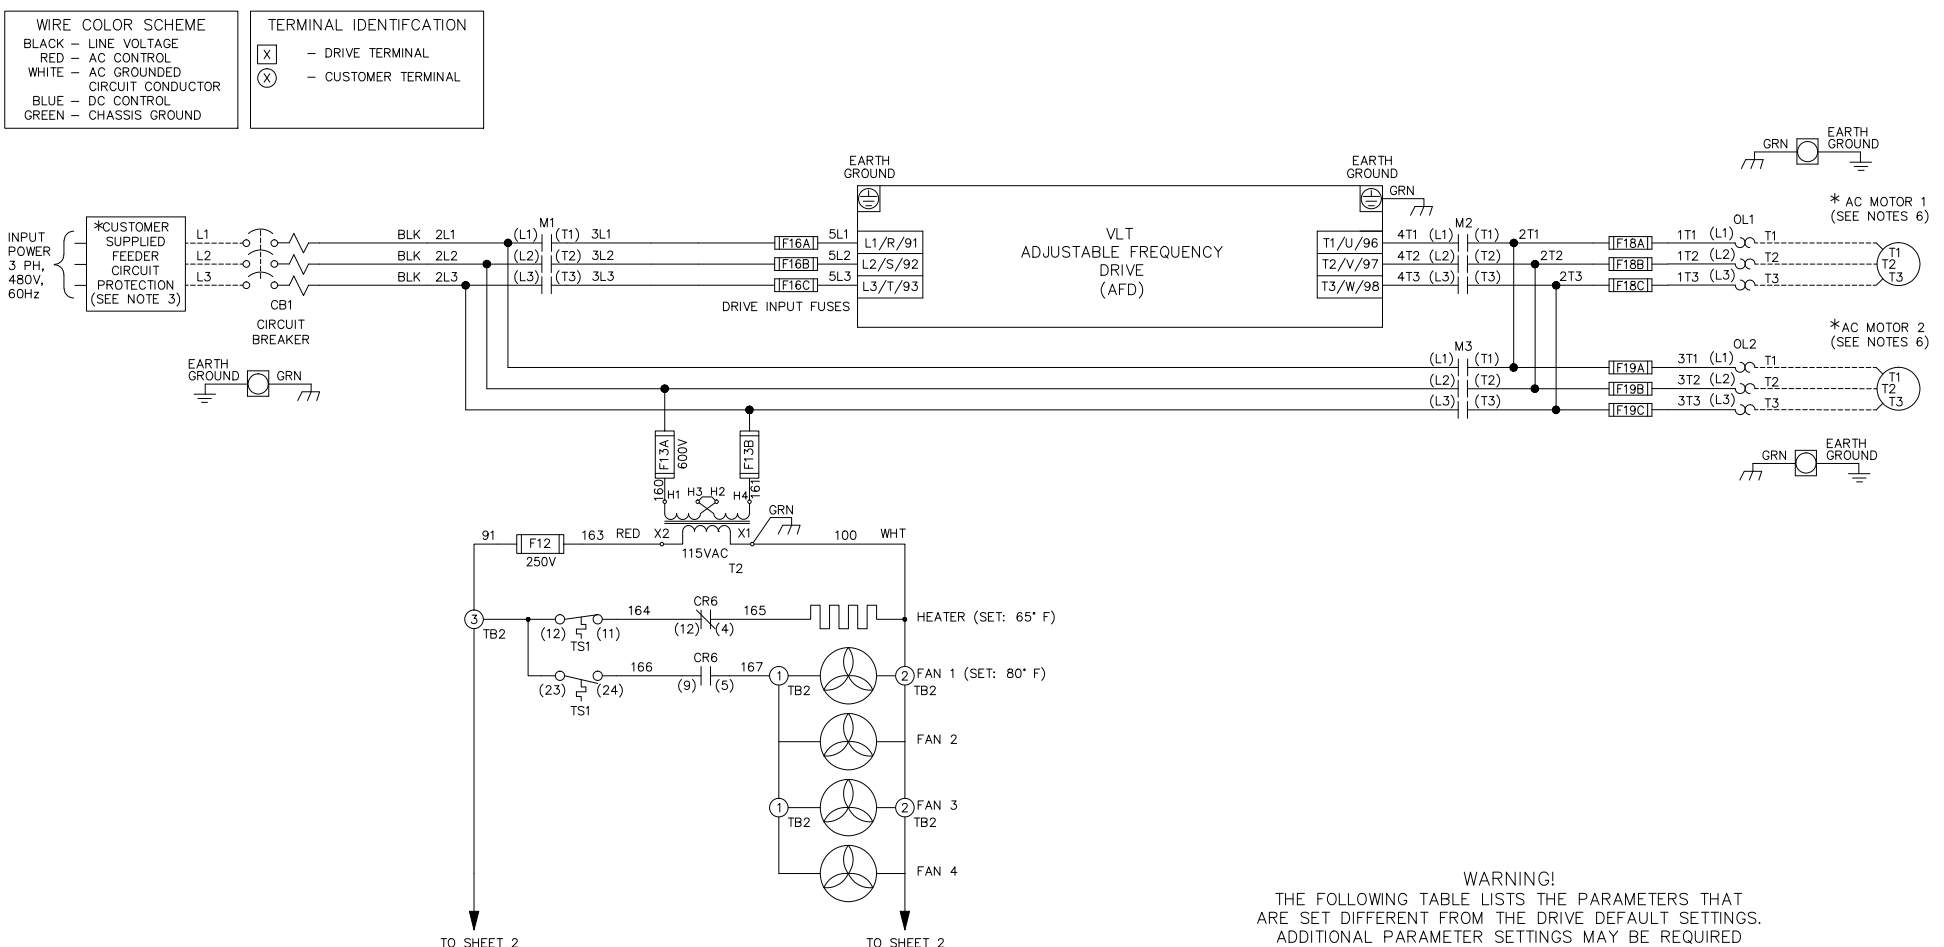 WIRE COLOR SCHEME
BLACK – LINE VOLTAGE
RED – AC CONTROL
WHITE – AC GROUNDED
CIRCUIT CONDUCTOR
BLUE – DC CONTROL
GREEN – CHASSIS GROUND
TERMINAL IDENTIFCATION
X – DRIVE TERMINAL
X – CUSTOMER TERMINAL
INPUT
POWER
3 PH,
480V,
60Hz
*CUSTOMER
SUPPLIED
FEEDER
CIRCUIT
PROTECTION
(SEE NOTE 3)
L1
L2
L3
CB1
CIRCUIT
BREAKER
EARTH
GROUND
GRN
BLK 2L1
BLK 2L2
BLK 2L3
M1
(L1) (T1) 3L1
(L2) (T2) 3L2
(L3) (T3) 3L3
F16A 5L1
F16B 5L2
F16C 5L3
DRIVE INPUT FUSES
EARTH
GROUND
L1/R/91
L2/S/92
L3/T/93
VLT
ADJUSTABLE FREQUENCY
DRIVE
(AFD)
EARTH
GROUND
GRN
T1/U/96
T2/V/97
T3/W/98
M2
4T1 (L1) (T1) 2T1
4T2 (L2) (T2) 2T2
4T3 (L3) (T3) 2T3
OL1
F18A 1T1 (L1) T1
F18B 1T2 (L2) T2
F18C 1T3 (L3) T3
GRN
EARTH
GROUND
* AC MOTOR 1
(SEE NOTES 6)
T1
T2
T3
M3
(L1) (T1)
(L2) (T2)
(L3) (T3)
OL2
F19A 3T1 (L1) T1
F19B 3T2 (L2) T2
F19C 3T3 (L3) T3
*AC MOTOR 2
(SEE NOTES 6)
T1
T2
T3
GRN
EARTH
GROUND
F13A
600V
F13B
160
161
H1 H3 H2 H4
GRN
91 F12 163 RED X2 X1 100 WHT
250V
115VAC
T2
3
TB2
CR6
164 165
(12) (11) (12) (4)
TS1
HEATER (SET: 65° F)
CR6
166 167
(23) (24) (9) (5)
TS1
1
TB2
2
TB2
FAN 1 (SET: 80° F)
FAN 2
1
TB2
2
TB2
FAN 3
FAN 4
TO SHEET 2
TO SHEET 2
WARNING!
THE FOLLOWING TABLE LISTS THE PARAMETERS THAT
ARE SET DIFFERENT FROM THE DRIVE DEFAULT SETTINGS.
ADDITIONAL PARAMETER SETTINGS MAY BE REQUIRED